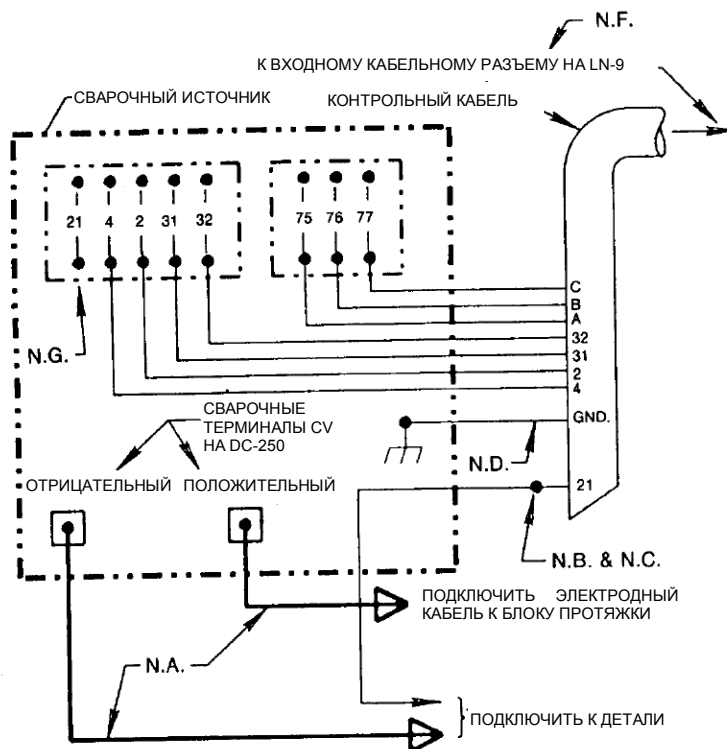 N.F.
К ВХОДНОМУ КАБЕЛЬНОМУ РАЗЪЕМУ НА LN-9
СВАРОЧНЫЙ ИСТОЧНИК
КОНТРОЛЬНЫЙ КАБЕЛЬ
21 4 2 31 32
75 76 77
C
B
A
32
31
2
4
GND.
21
N.G.
СВАРОЧНЫЕ
ТЕРМИНАЛЫ CV
НА DC-250
N.D.
ОТРИЦАТЕЛЬНЫЙ ПОЛОЖИТЕЛЬНЫЙ
N.B. & N.C.
ПОДКЛЮЧИТЬ ЭЛЕКТРОДНЫЙ
КАБЕЛЬ К БЛОКУ ПРОТЯЖКИ
N.A.
ПОДКЛЮЧИТЬ К ДЕТАЛИ